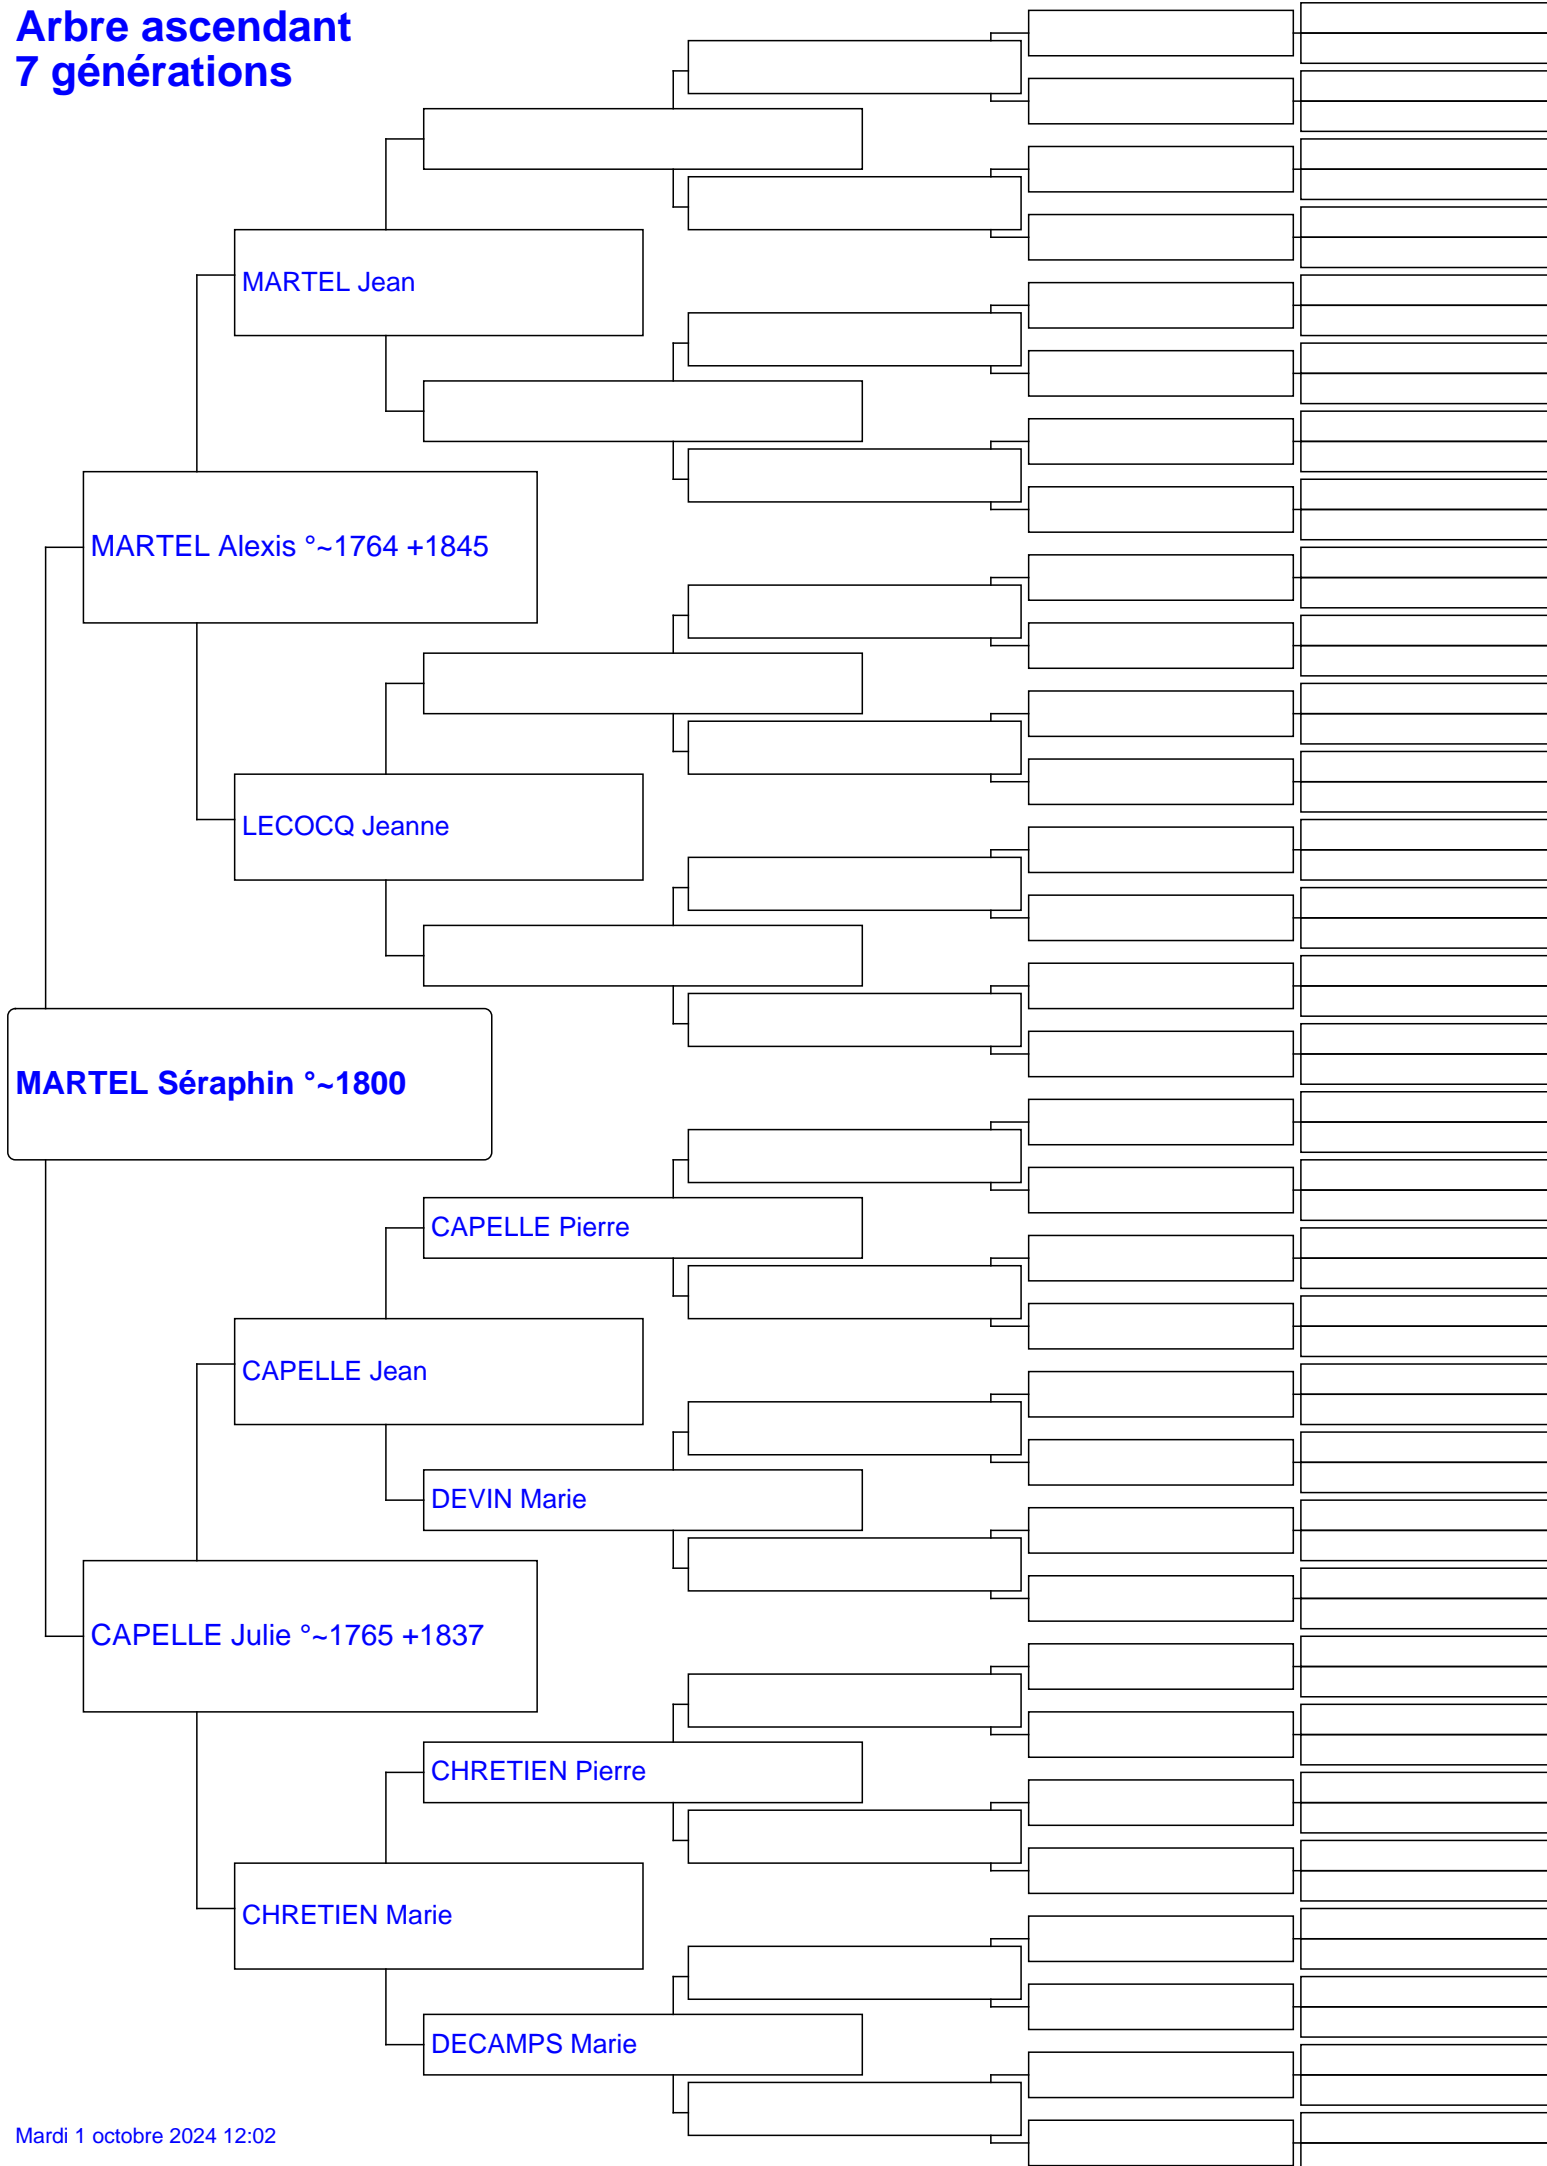 Arbre ascendant
7 générations
MARTEL Jean
MARTEL Alexis °~1764 +1845
LECOCQ Jeanne
MARTEL Séraphin °~1800
CAPELLE Pierre
CAPELLE Jean
DEVIN Marie
CAPELLE Julie °~1765 +1837
CHRETIEN Pierre
CHRETIEN Marie
DECAMPS Marie
Mardi 1 octobre 2024 12:02